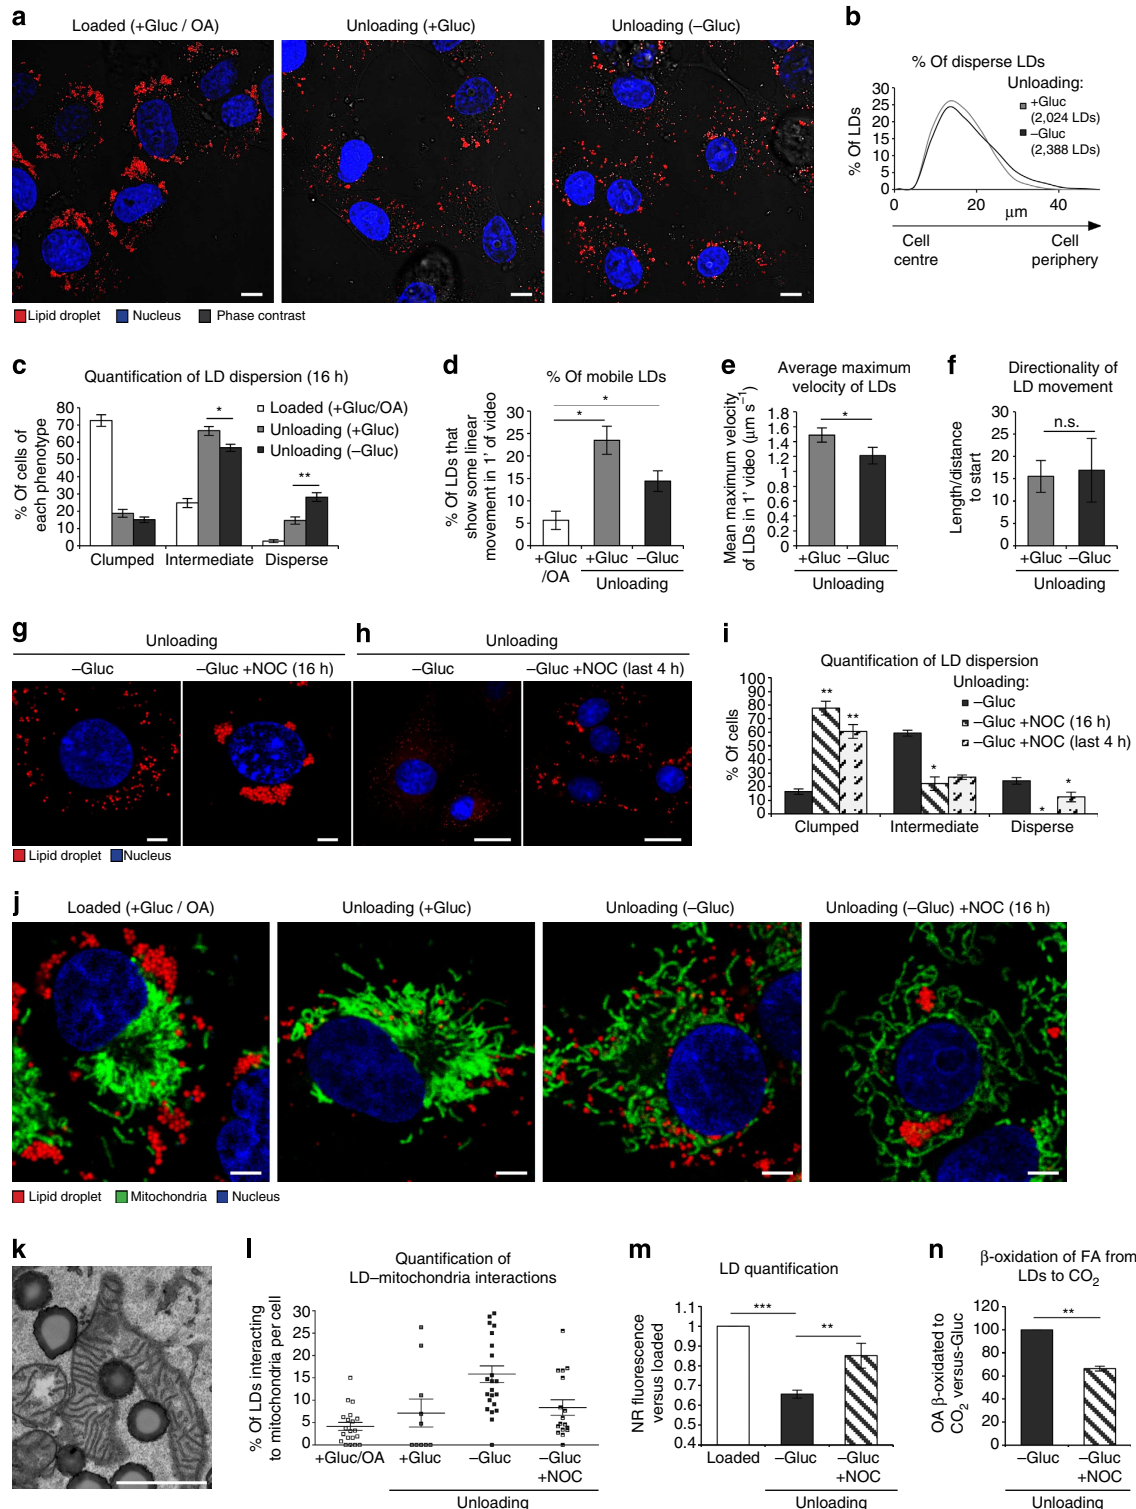 a
Loaded (+Gluc / OA)
Unloading (+Gluc)
Unloading (–Gluc)
Lipid droplet
Nucleus
Phase contrast
b
% Of disperse LDs
Unloading:
+Gluc
(2,024 LDs)
–Gluc
(2,388 LDs)
% Of LDs
30
25
20
15
10
5
0
0
20
40
μm
Cell
centre
Cell
periphery
c
Quantification of LD dispersion (16 h)
Loaded (+Gluc/OA)
Unloading (+Gluc)
Unloading (–Gluc)
% Of cells of
each phenotype
80
70
60
50
40
30
20
10
0
*
**
Clumped
Intermediate
Disperse
d
% Of mobile LDs
% Of LDs that
show some linear
movement in 1' of video
30
25
20
15
10
5
0
*
*
+Gluc
/OA
+Gluc
–Gluc
Unloading
e
Average maximum
velocity of LDs
Mean maximum velocity
of LDs in 1' video (μm s⁻¹)
1.8
1.6
1.4
1.2
1
0.8
0.6
0.4
0.2
0
*
+Gluc
–Gluc
Unloading
f
Directionality of
LD movement
Length/distance
to start
30
25
20
15
10
5
0
n.s.
+Gluc
–Gluc
Unloading
g
Unloading
–Gluc
–Gluc +NOC (16 h)
Lipid droplet
Nucleus
h
Unloading
–Gluc
–Gluc +NOC (last 4 h)
i
Quantification of LD dispersion
Unloading:
–Gluc
–Gluc +NOC (16 h)
–Gluc +NOC (last 4 h)
% Of cells
100
90
80
70
60
50
40
30
20
10
0
**
**
*
*
*
Clumped
Intermediate
Disperse
j
Loaded (+Gluc / OA)
Unloading (+Gluc)
Unloading (–Gluc)
Unloading (–Gluc) +NOC (16 h)
Lipid droplet
Mitochondria
Nucleus
k
l
Quantification of
LD–mitochondria interactions
% Of LDs interacting
to mitochondria per cell
30
25
20
15
10
5
0
+Gluc/OA
+Gluc
–Gluc
–Gluc
+NOC
Unloading
m
LD quantification
NR fluorescence
versus loaded
1.1
1
0.9
0.8
0.7
0.6
0.5
0.4
***
**
Loaded
–Gluc
–Gluc
+NOC
Unloading
n
β-oxidation of FA from
LDs to CO₂
OA β-oxidated to
CO₂ versus-Gluc
120
100
80
60
40
20
0
**
–Gluc
–Gluc
+NOC
Unloading